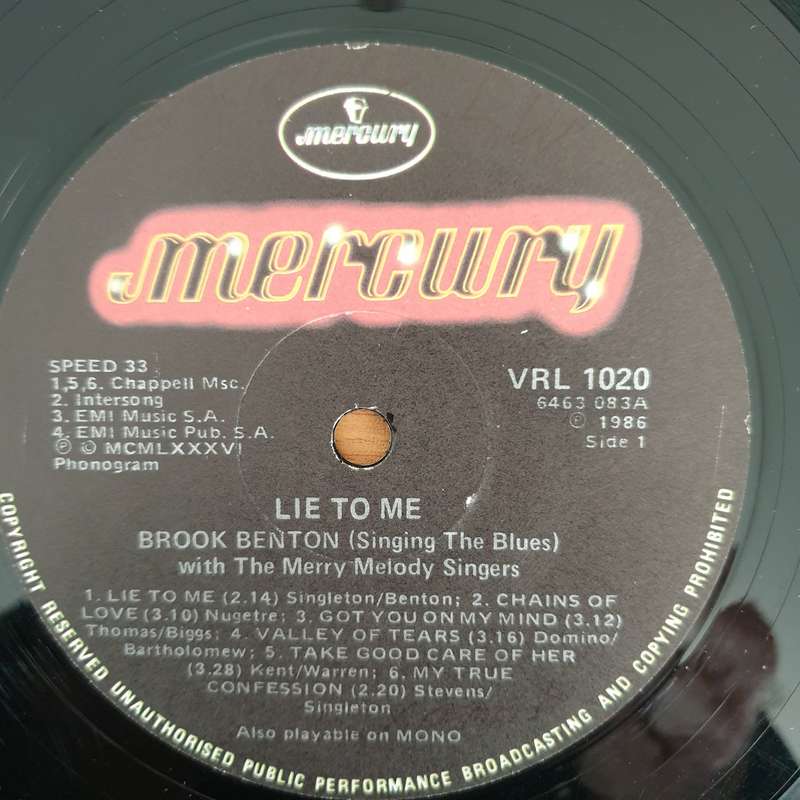 mercury
mercury
SPEED 33
1,5,6. Chappell Msc.
2. Intersong
3. EMI Music S.A.
4. EMI Music Pub. S.A.
Ⓟ © MCMLXXXVI
Phonogram
VRL 1020
6463 083A
Ⓟ 1986
Side 1
LIE TO ME
BROOK BENTON (Singing The Blues)
with The Merry Melody Singers
1. LIE TO ME (2.14) Singleton/Benton; 2. CHAINS OF
LOVE (3.10) Nugetre; 3. GOT YOU ON MY MIND (3.12)
Thomas/Biggs; 4. VALLEY OF TEARS (3.16) Domino/
Bartholomew; 5. TAKE GOOD CARE OF HER
(3.28) Kent/Warren; 6. MY TRUE
CONFESSION (2.20) Stevens/
Singleton
Also playable on MONO
COPYRIGHT RESERVED UNAUTHORISED PUBLIC PERFORMANCE BROADCASTING AND COPYING PROHIBITED